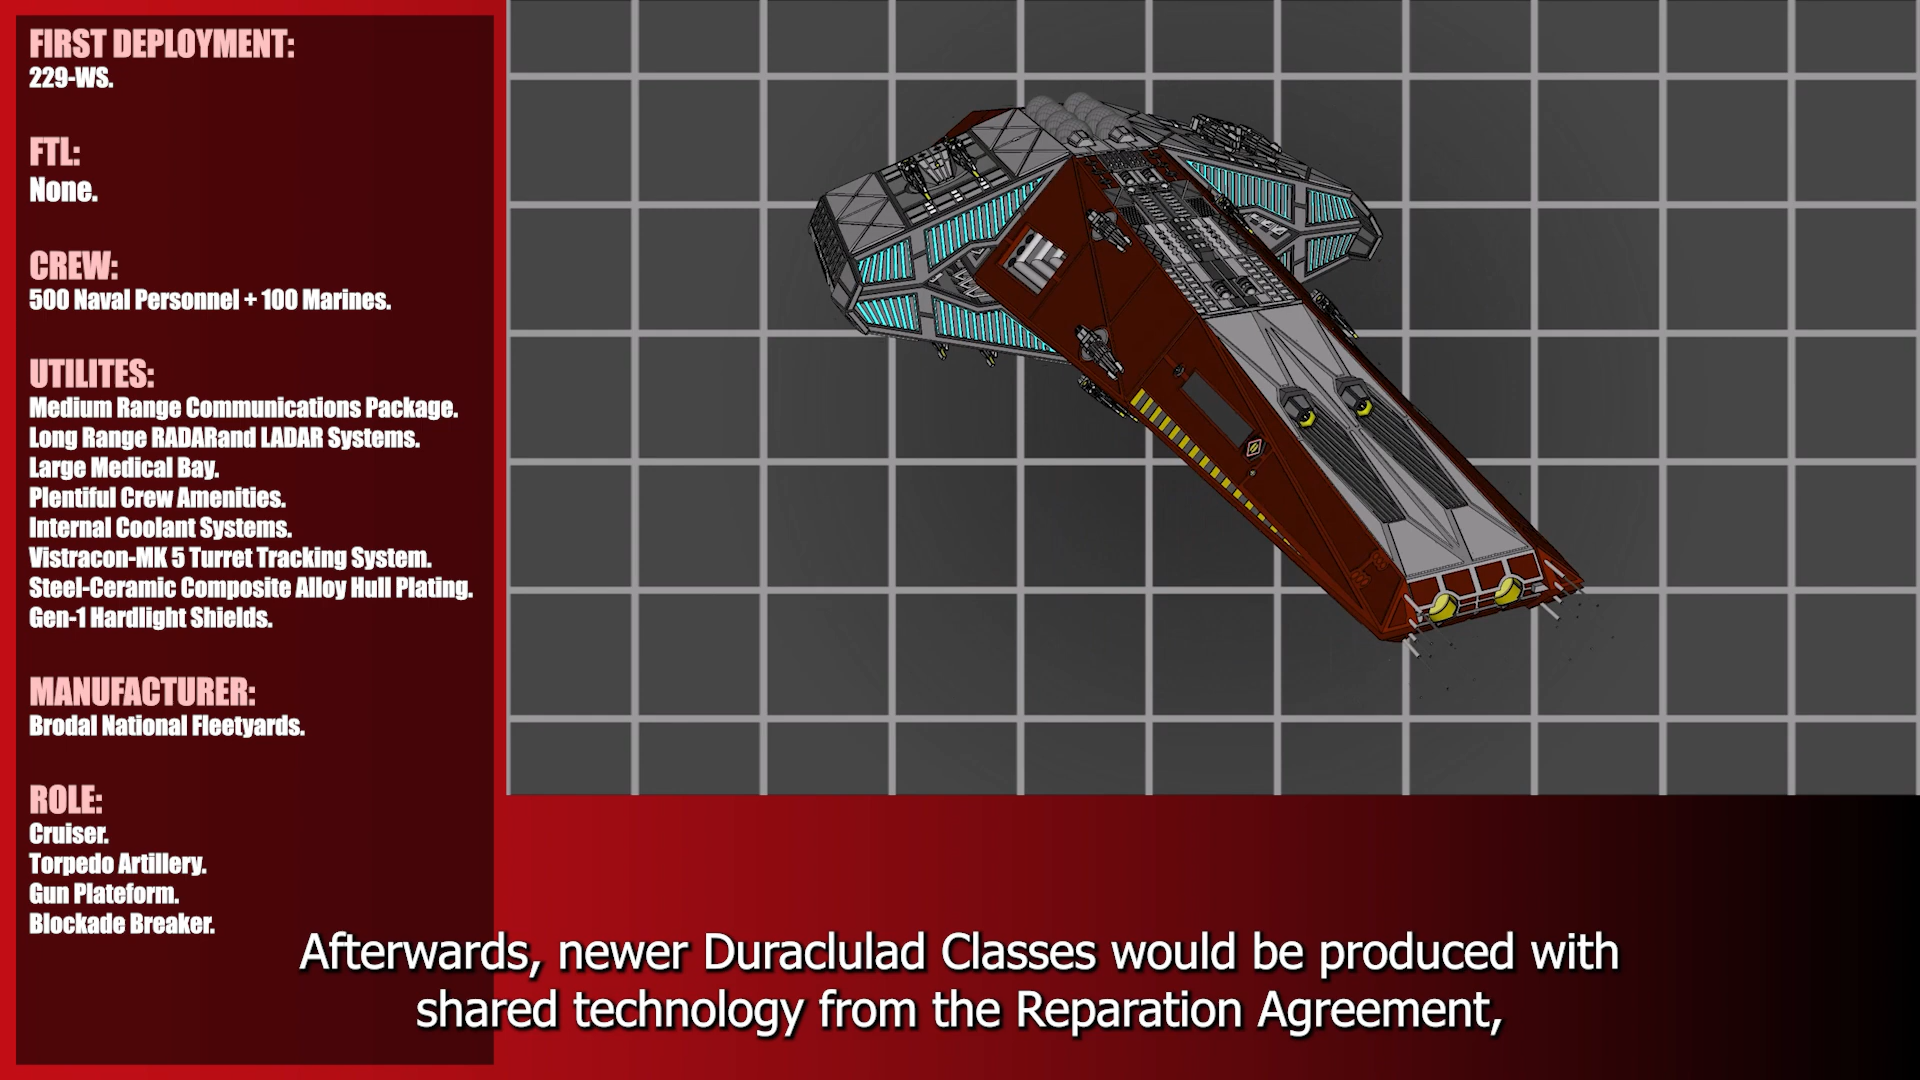 FIRST DEPLOYMENT:
229-WS.
FTL:
None.
CREW:
500 Naval Personnel + 100 Marines.
UTILITES:
Medium Range Communications Package.
Long Range RADARand LADAR Systems.
Large Medical Bay.
Plentiful Crew Amenities.
Internal Coolant Systems.
Vistracon-MK 5 Turret Tracking System.
Steel-Ceramic Composite Alloy Hull Plating.
Gen-1 Hardlight Shields.
MANUFACTURER:
Brodal National Fleetyards.
ROLE:
Cruiser.
Torpedo Artillery.
Gun Plateform.
Blockade Breaker.
Afterwards, newer Duraclulad Classes would be produced with
shared technology from the Reparation Agreement,